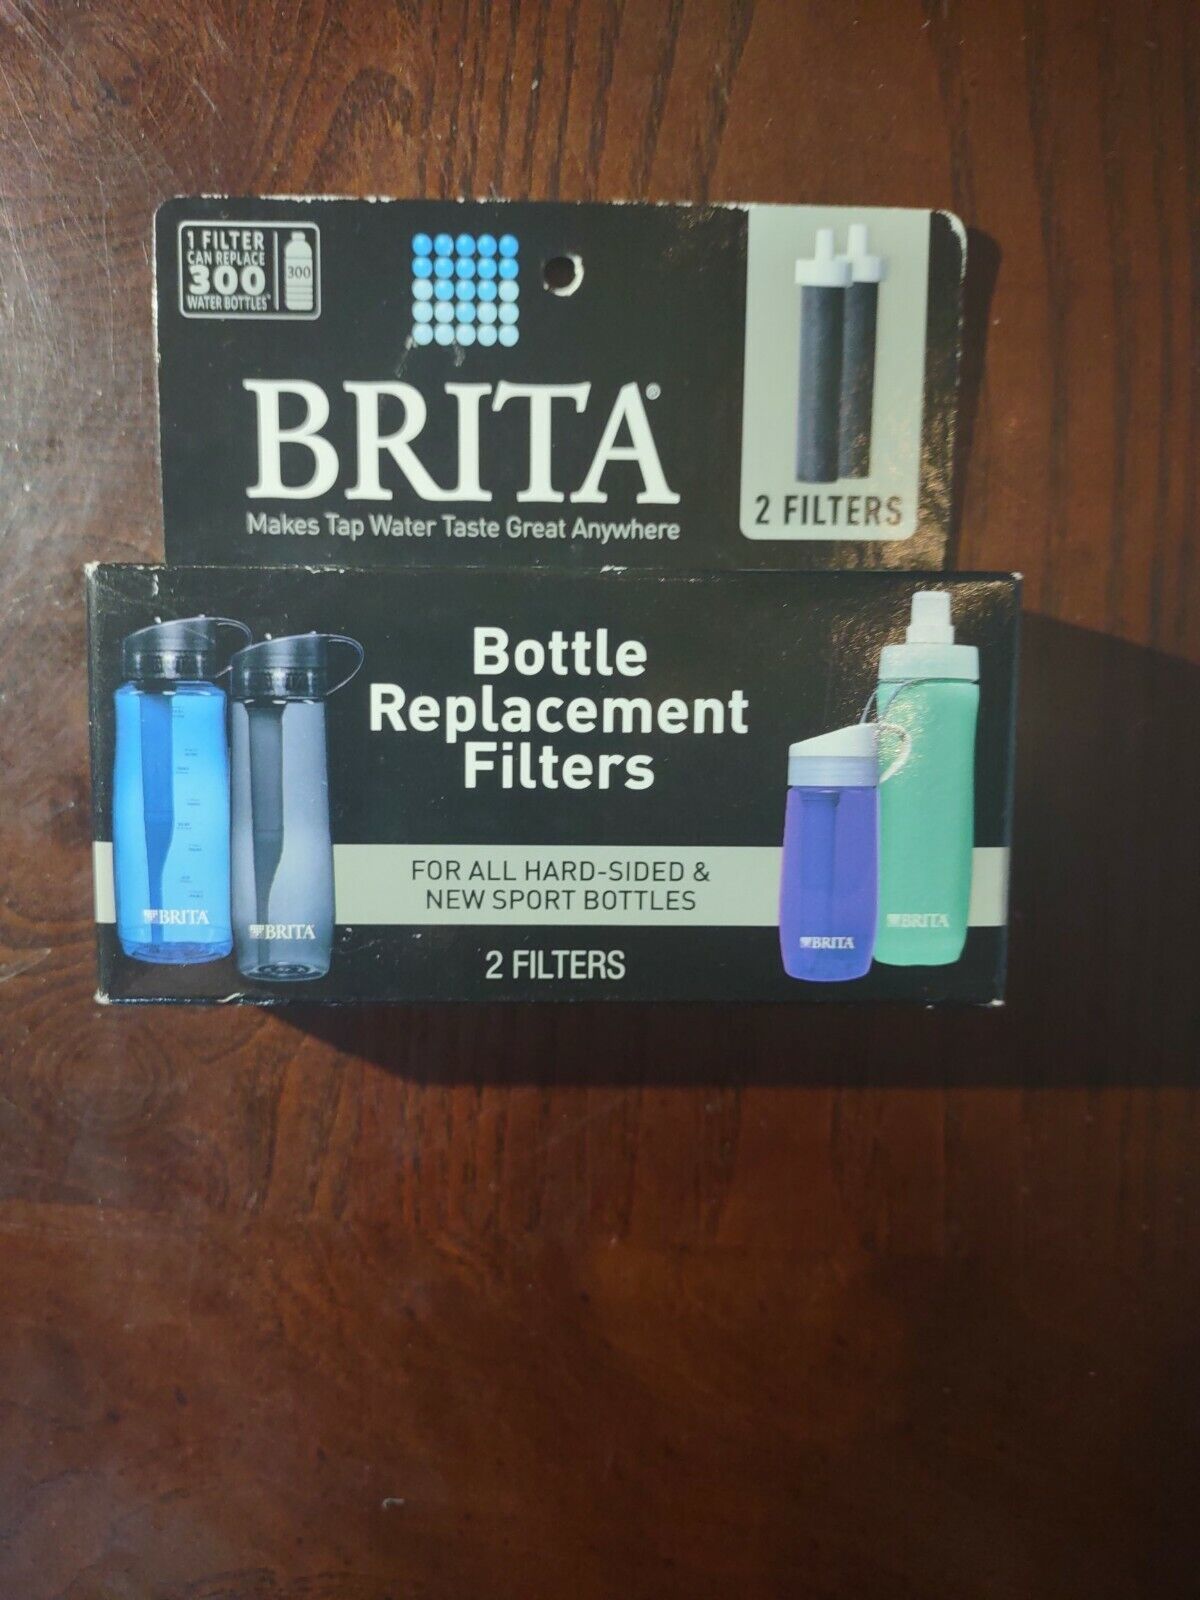 1 FILTER
CAN REPLACE
300
WATER BOTTLES*
300
BRITA®
Makes Tap Water Taste Great Anywhere
2 FILTERS
Bottle
Replacement
Filters
FOR ALL HARD-SIDED &
NEW SPORT BOTTLES
2 FILTERS
BRITA
BRITA
BRITA
BRITA